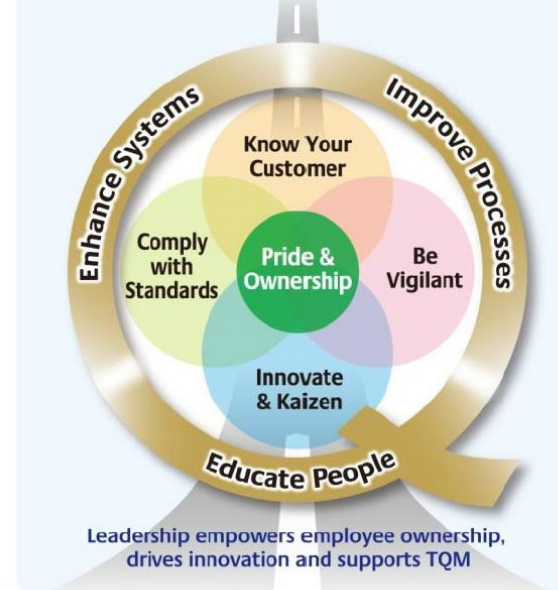 Enhance Systems
Improve Processes
Know Your
Customer
Comply
with
Standards
Pride &
Ownership
Be
Vigilant
Innovate
& Kaizen
Educate People
Leadership empowers employee ownership,
drives innovation and supports TQM